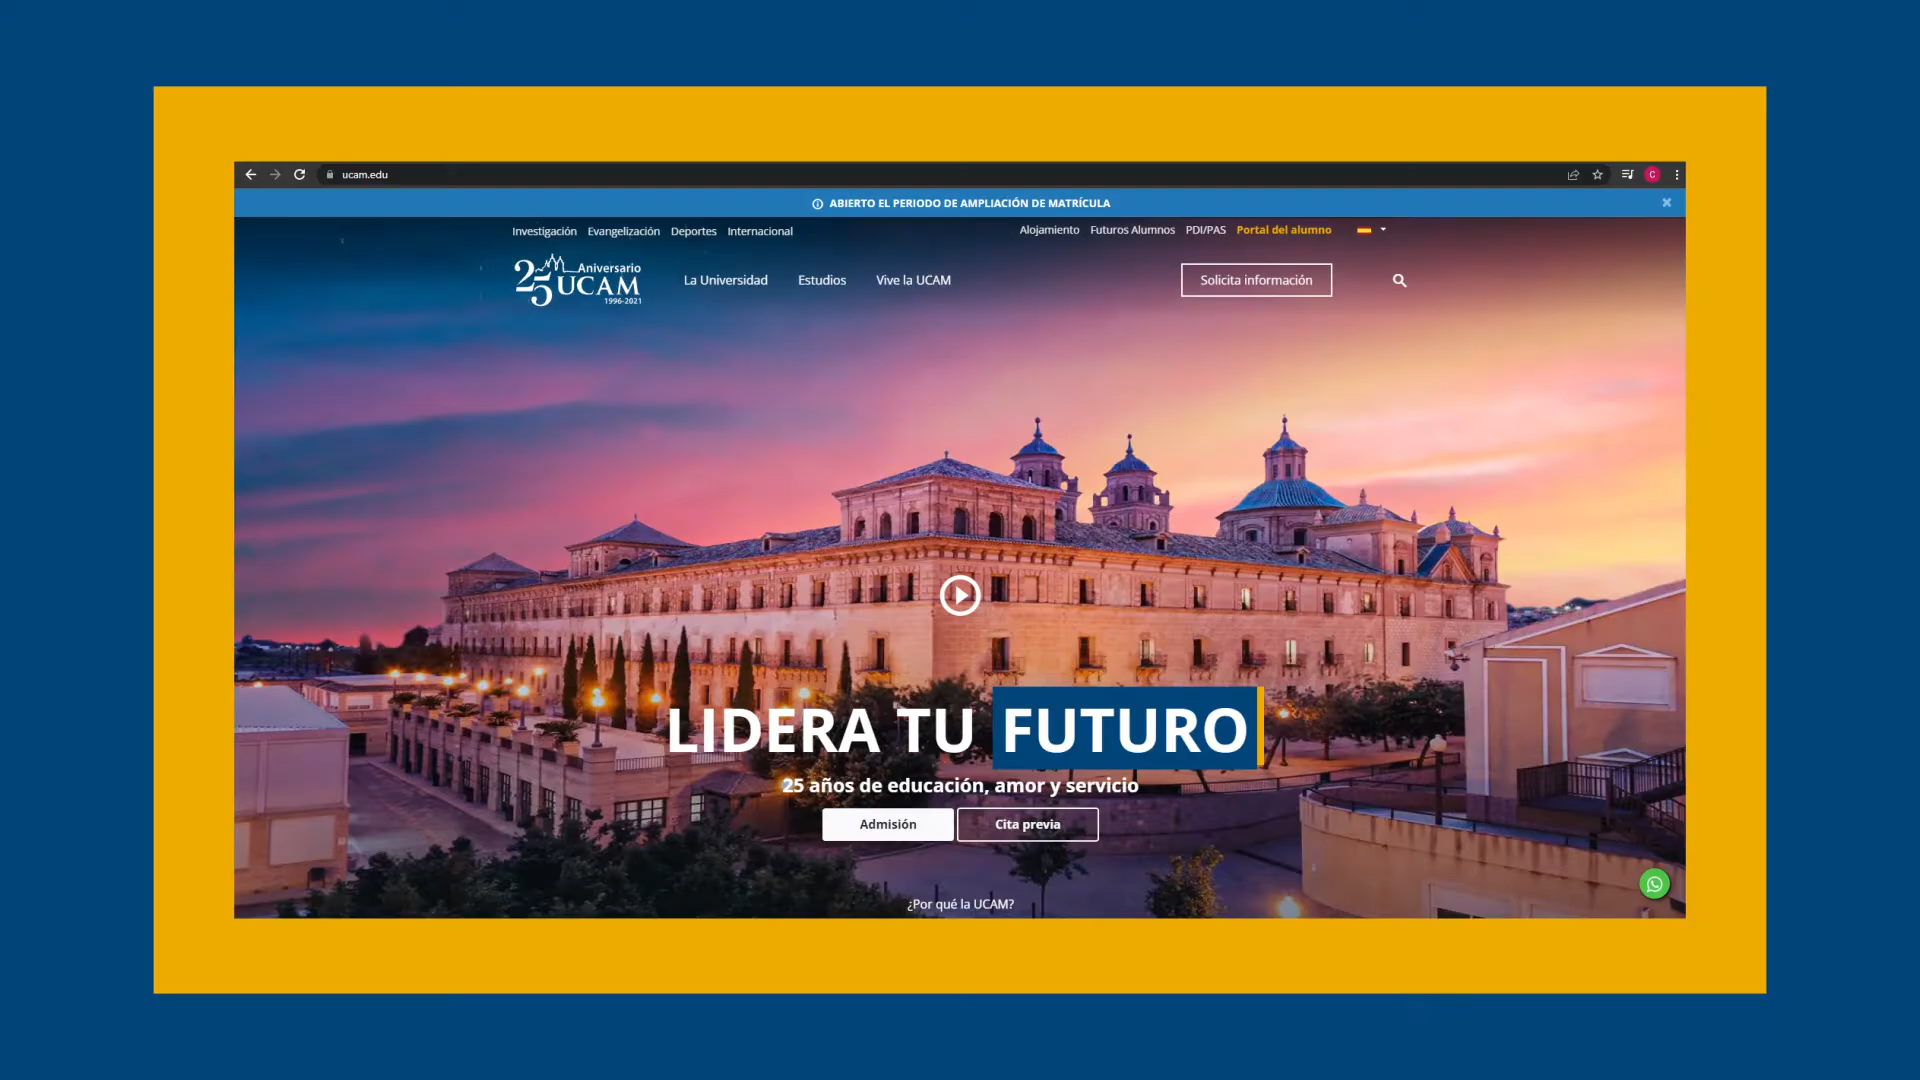 ucam.edu
C
ABIERTO EL PERIODO DE AMPLIACIÓN DE MATRÍCULA
Investigación Evangelización Deportes Internacional
Alojamiento Futuros Alumnos PDI/PAS Portal del alumno
25 Aniversario
UCAM
1996-2021
La Universidad Estudios Vive la UCAM
Solicita información
LIDERA TU FUTURO
25 años de educación, amor y servicio
Admisión Cita previa
¿Por qué la UCAM?